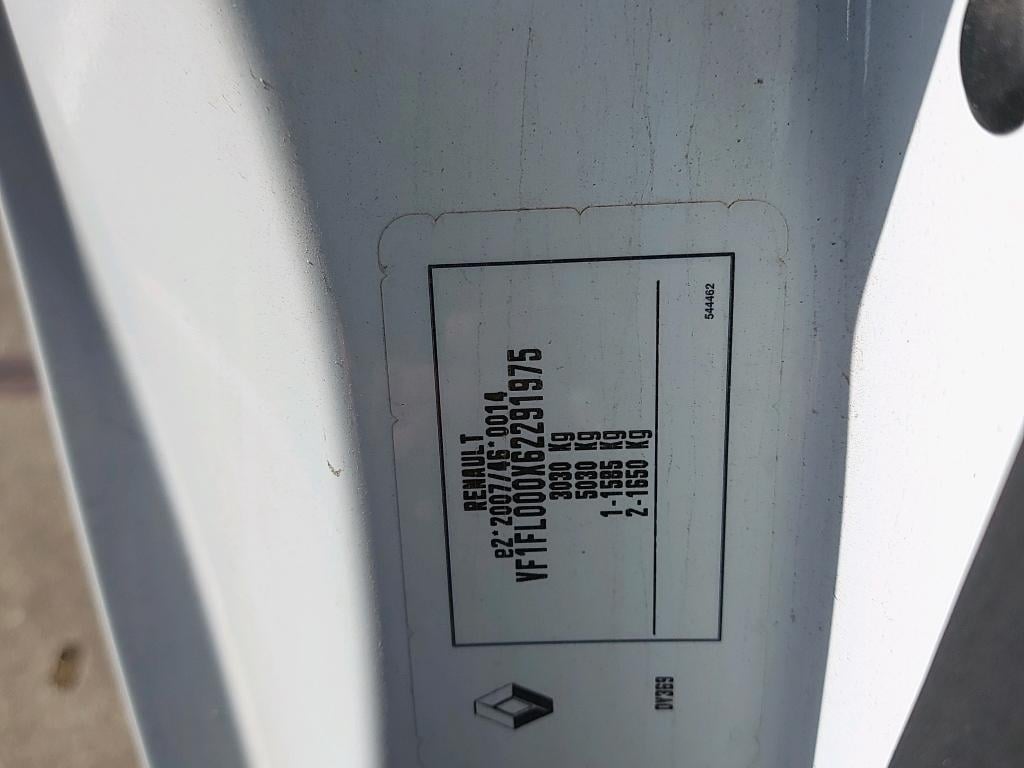 RENAULT
e2*2007/46*0014
VF1FL000X62291975
3030 Kg
5030 Kg
1-1585 Kg
2-1650 Kg
544462
DY369